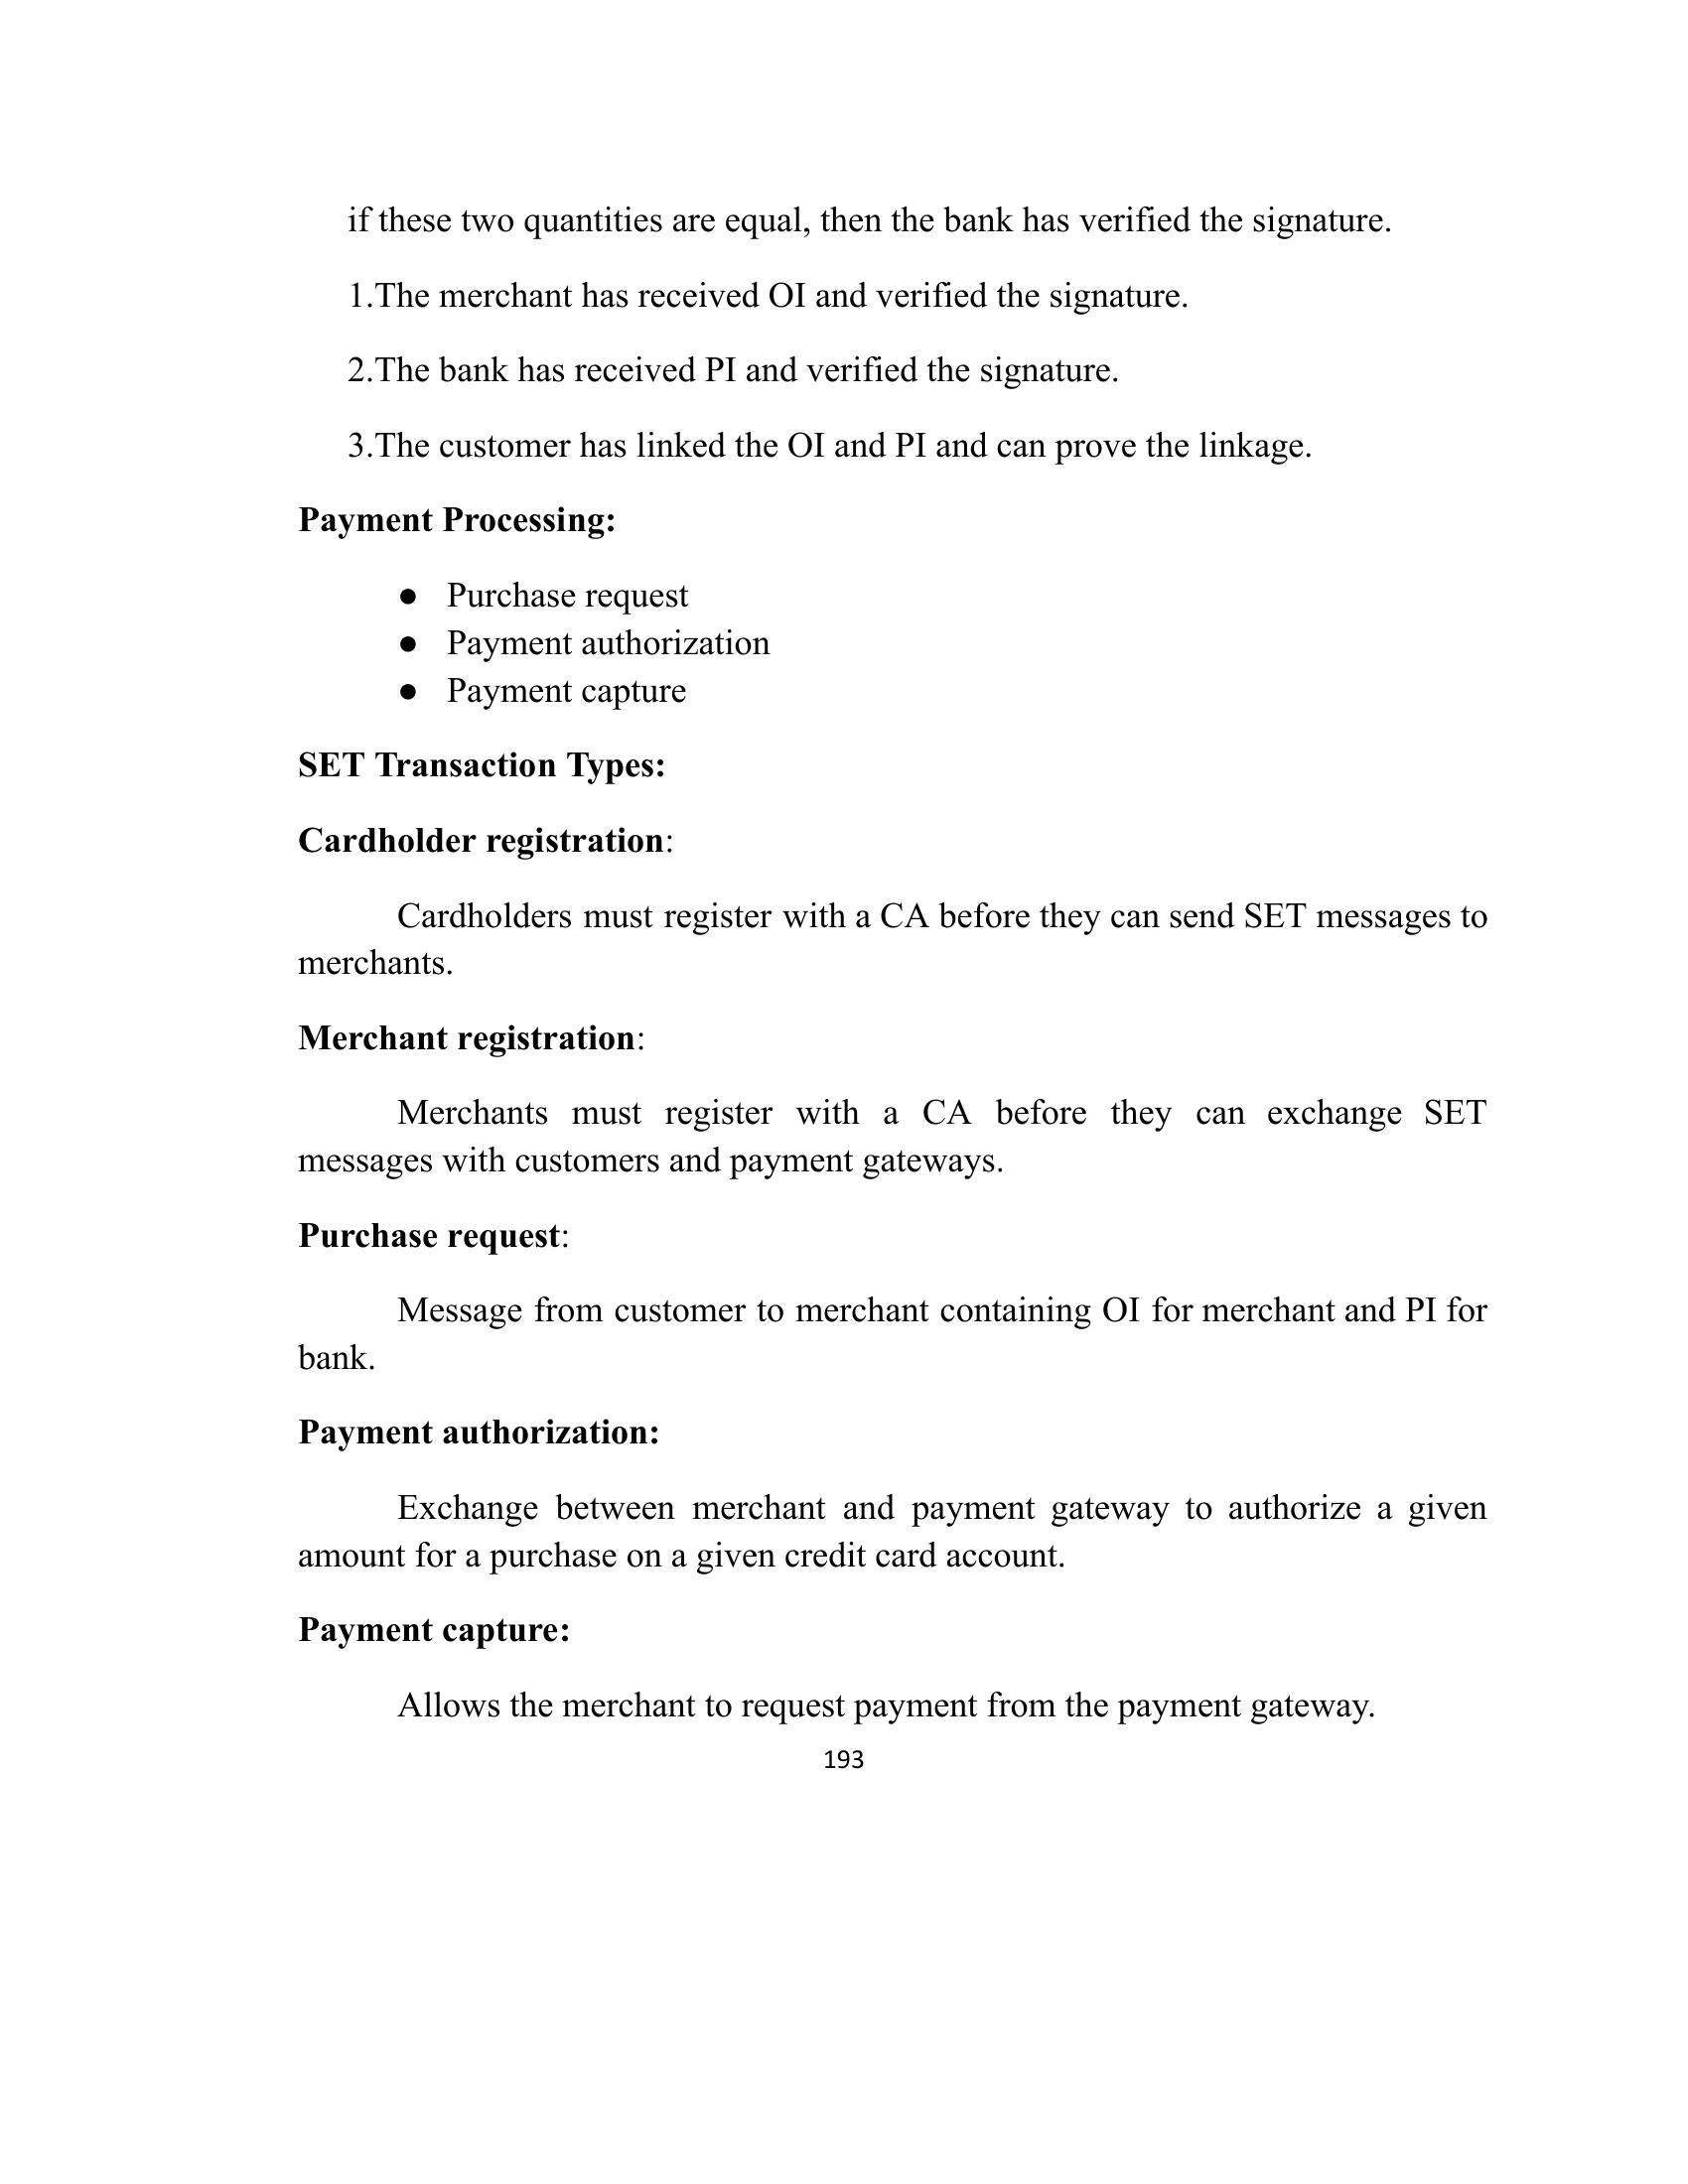 if these two quantities are equal, then the bank has verified the signature.
1.The merchant has received OI and verified the signature.
2.The bank has received PI and verified the signature.
3.The customer has linked the OI and PI and can prove the linkage.
Payment Processing:
● Purchase request
● Payment authorization
● Payment capture
SET Transaction Types:
Cardholder registration:
Cardholders must register with a CA before they can send SET messages to
merchants.
Merchant registration:
Merchants must register with a CA before they can exchange SET
messages with customers and payment gateways.
Purchase request:
Message from customer to merchant containing OI for merchant and PI for
bank.
Payment authorization:
Exchange between merchant and payment gateway to authorize a given
amount for a purchase on a given credit card account.
Payment capture:
Allows the merchant to request payment from the payment gateway.
193